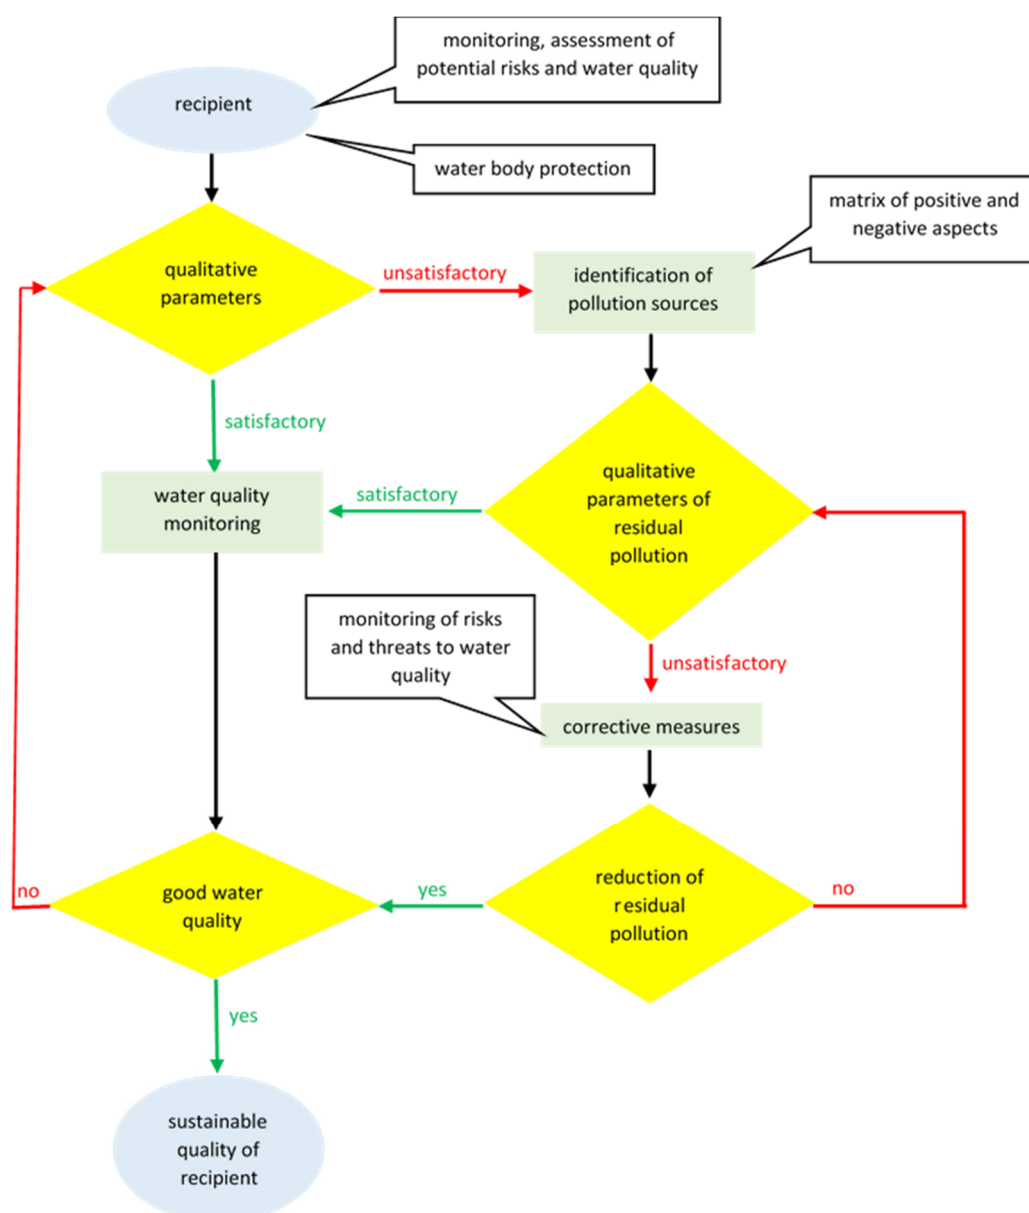 monitoring, assessment of
potential risks and water quality
recipient
water body protection
matrix of positive and
negative aspects
qualitative
parameters
unsatisfactory
identification of
pollution sources
satisfactory
water quality
monitoring
satisfactory
qualitative
parameters of
residual
pollution
monitoring of risks
and threats to water
quality
unsatisfactory
corrective measures
no
good water
quality
yes
reduction of
residual
pollution
no
yes
sustainable
quality of
recipient